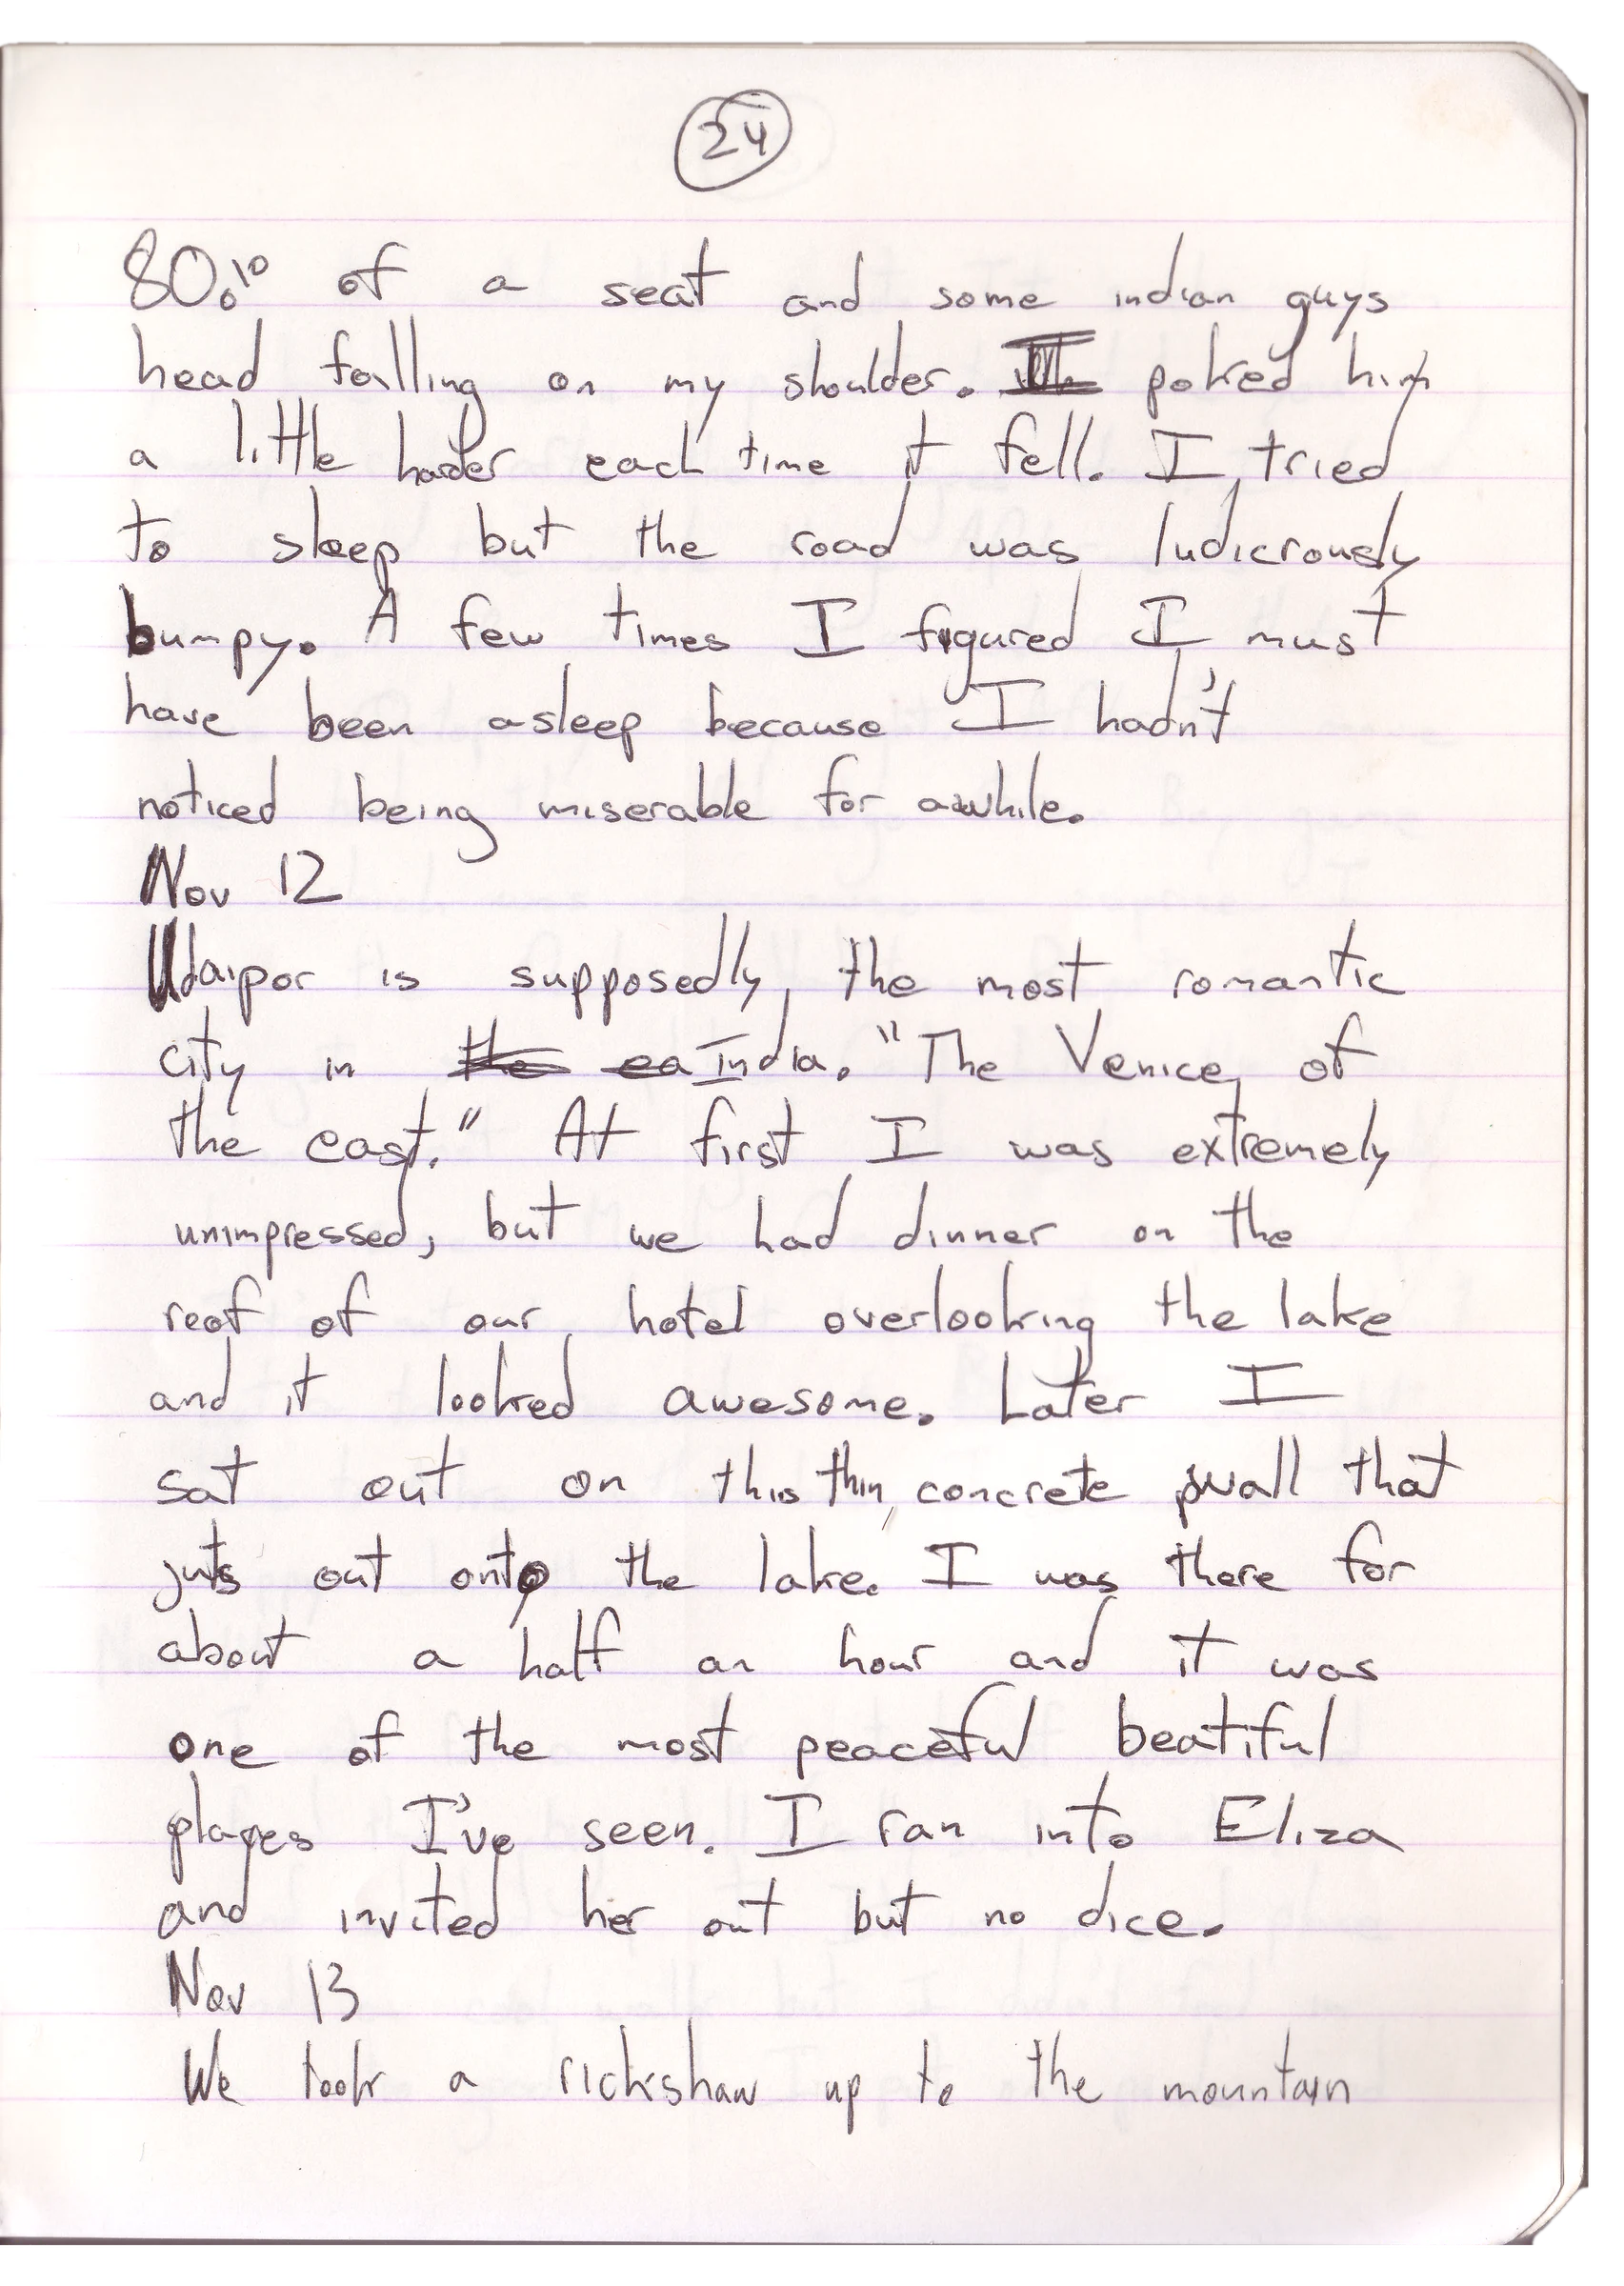 24
80% of a seat and some indian guys
head falling on my shoulder. I poked him
a little harder each time it fell. I tried
to sleep but the road was ludicrously
bumpy. A few times I figured I must
have been asleep because I hadn't
noticed being miserable for awhile.
Nov 12
Udaipor is supposedly the most romantic
city in the ea India. "The Venice of
the east." At first I was extremely
unimpressed, but we had dinner on the
roof of our hotel overlooking the lake
and it looked awesome. Later I
sat out on this thin concrete wall that
juts out onto the lake. I was there for
about a half an hour and it was
one of the most peaceful beatiful
places I've seen. I ran into Eliza
and invited her out but no dice.
Nov 13
We took a rickshaw up to the mountain